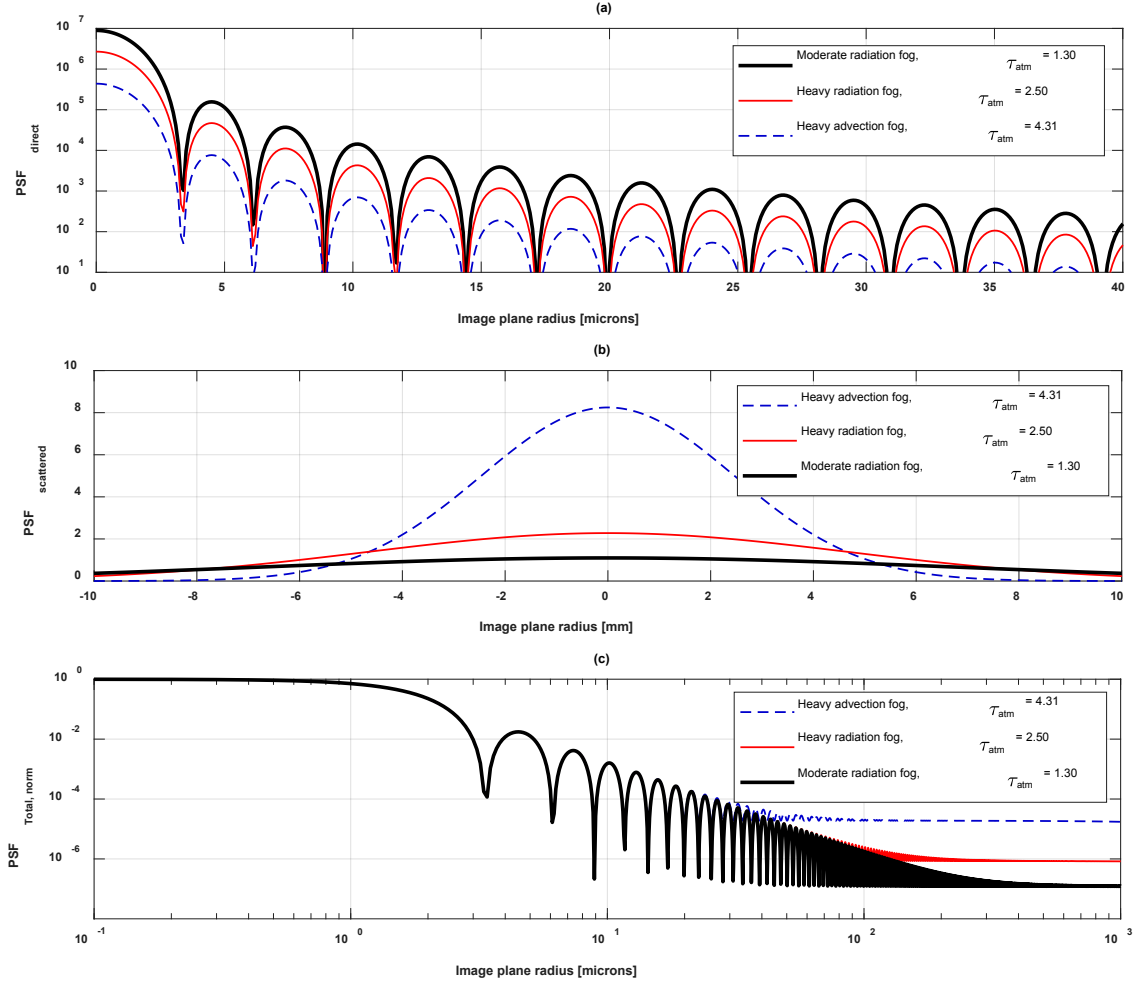 (a)
10 7
10 6
10 5
10 4
10 3
10 2
10 1
PSF direct
Moderate radiation fog, τatm = 1.30
Heavy radiation fog, τatm = 2.50
Heavy advection fog, τatm = 4.31
0 5 10 15 20 25 30 35 40
Image plane radius [microns]
(b)
10
8
6
4
2
0
PSF scattered
Heavy advection fog, τatm = 4.31
Heavy radiation fog, τatm = 2.50
Moderate radiation fog, τatm = 1.30
-10 -8 -6 -4 -2 0 2 4 6 8 10
Image plane radius [mm]
(c)
10 0
10 -2
10 -4
10 -6
PSF Total, norm
Heavy advection fog, τatm = 4.31
Heavy radiation fog, τatm = 2.50
Moderate radiation fog, τatm = 1.30
10 -1 10 0 10 1 10 2 10 3
Image plane radius [microns]